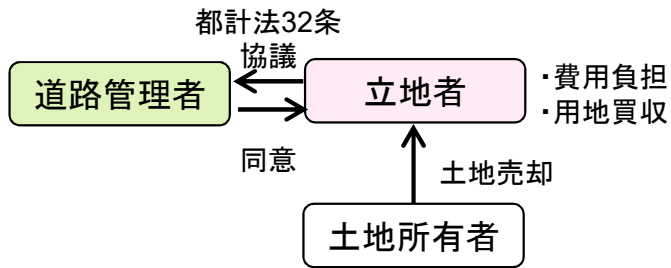 都計法32条
協議
道路管理者
立地者
・費用負担
・用地買収
同意
土地売却
土地所有者